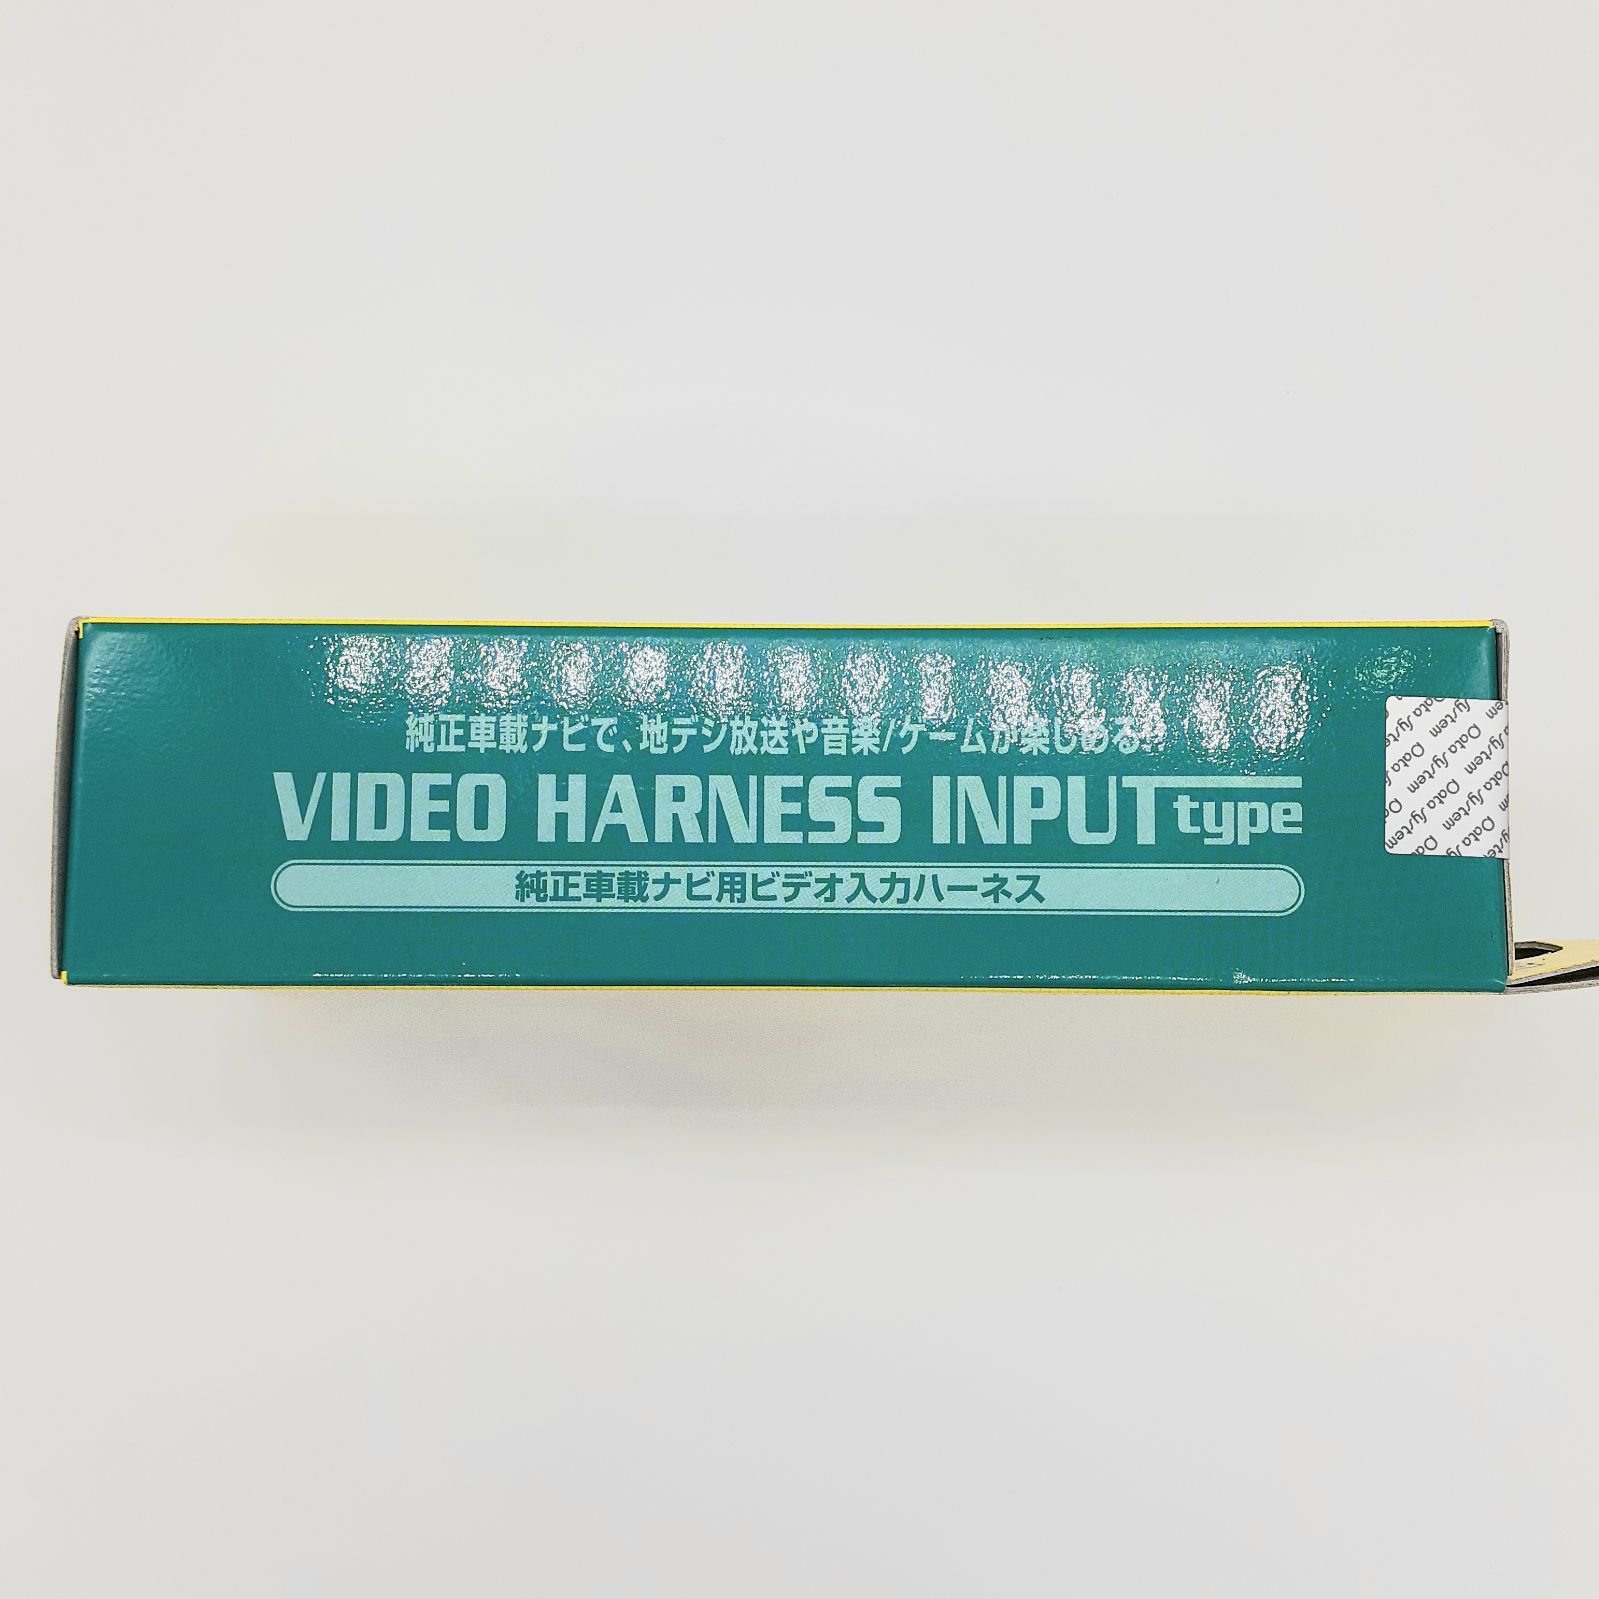 純正車載ナビで、地デジ放送や音楽/ゲームが楽しめる
VIDEO HARNESS INPUT type
純正車載ナビ用ビデオ入力ハーネス
Data System